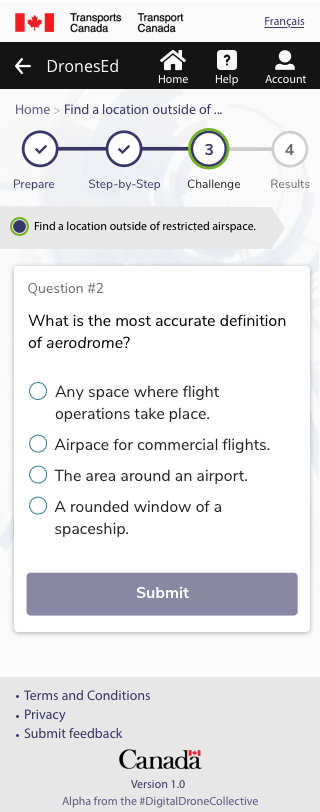 Transports Canada
Transport Canada
Français
DronesEd
Home
Help
Account
Home > Find a location outside of ...
3
4
Prepare
Step-by-Step
Challenge
Results
Find a location outside of restricted airspace.
Question #2
What is the most accurate definition
of aerodrome?
Any space where flight
operations take place.
Airpace for commercial flights.
The area around an airport.
A rounded window of a
spaceship.
Submit
• Terms and Conditions
• Privacy
• Submit feedback
Canada
Version 1.0
Alpha from the #DigitalDroneCollective